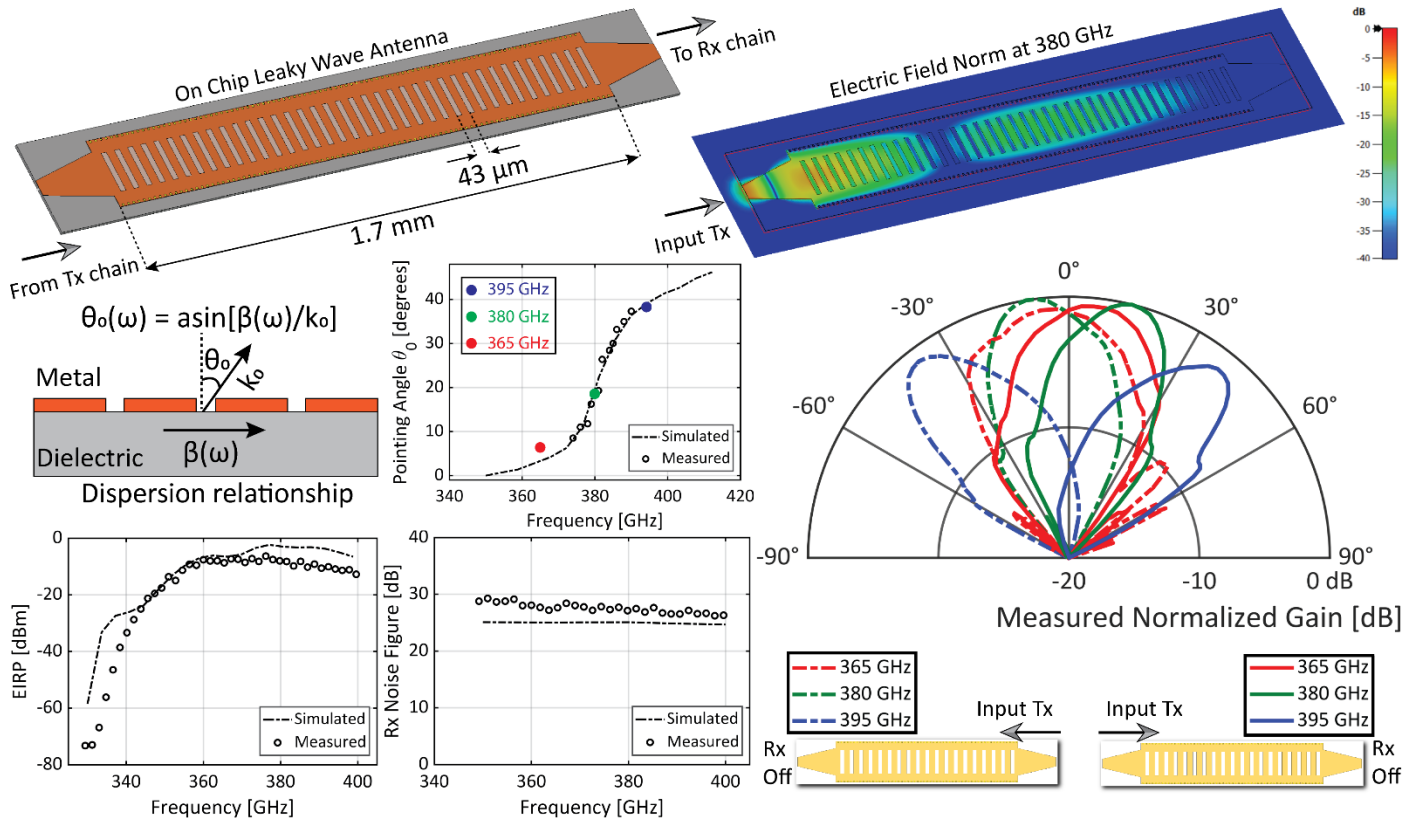 On Chip Leaky Wave Antenna
To Rx chain
43 μm
1.7 mm
From Tx chain
Electric Field Norm at 380 GHz
Input Tx
dB
0
-5
-10
-15
-20
-25
-30
-35
-40
θ₀(ω) = asin[β(ω)/k₀]
θ₀
k₀
Metal
Dielectric
β(ω)
Dispersion relationship
Pointing Angle θ₀ [degrees]
40
30
20
10
0
395 GHz
380 GHz
365 GHz
Simulated
Measured
340 360 380 400 420
Frequency [GHz]
0°
-30° 30°
-60° 60°
-90° 90°
-20 -10 0 dB
Measured Normalized Gain [dB]
EIRP [dBm]
0
-20
-40
-60
-80
Simulated
Measured
340 360 380 400
Frequency [GHz]
Rx Noise Figure [dB]
40
30
20
10
0
Simulated
Measured
340 360 380 400
Frequency [GHz]
365 GHz
380 GHz
395 GHz
Input Tx
Rx
Off
365 GHz
380 GHz
395 GHz
Input Tx
Rx
Off